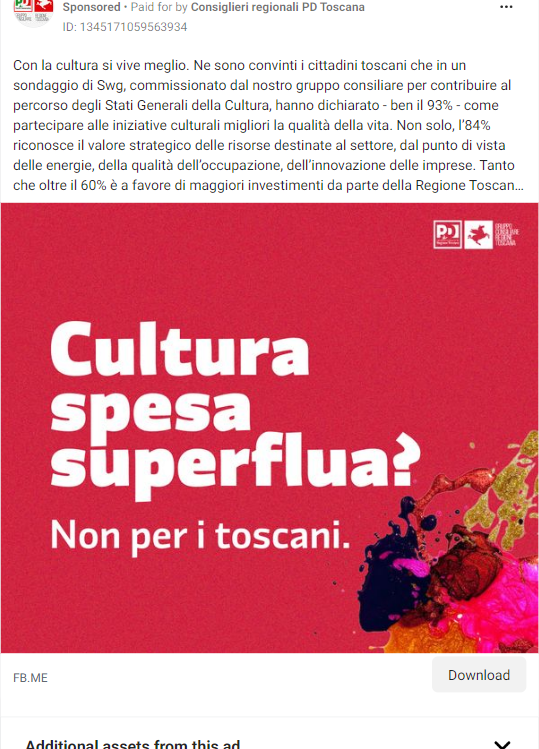 Sponsored • Paid for by Consiglieri regionali PD Toscana
ID: 1345171059563934
Con la cultura si vive meglio. Ne sono convinti i cittadini toscani che in un
sondaggio di Swg, commissionato dal nostro gruppo consiliare per contribuire al
percorso degli Stati Generali della Cultura, hanno dichiarato - ben il 93% - come
partecipare alle iniziative culturali migliori la qualità della vita. Non solo, l'84%
riconosce il valore strategico delle risorse destinate al settore, dal punto di vista
delle energie, della qualità dell'occupazione, dell'innovazione delle imprese. Tanto
che oltre il 60% è a favore di maggiori investimenti da parte della Regione Toscan...
PD
GRUPPO
CONSILIARE
REGIONE
TOSCANA
Cultura
spesa
superflua?
Non per i toscani.
FB.ME
Download
Additional assets from this ad